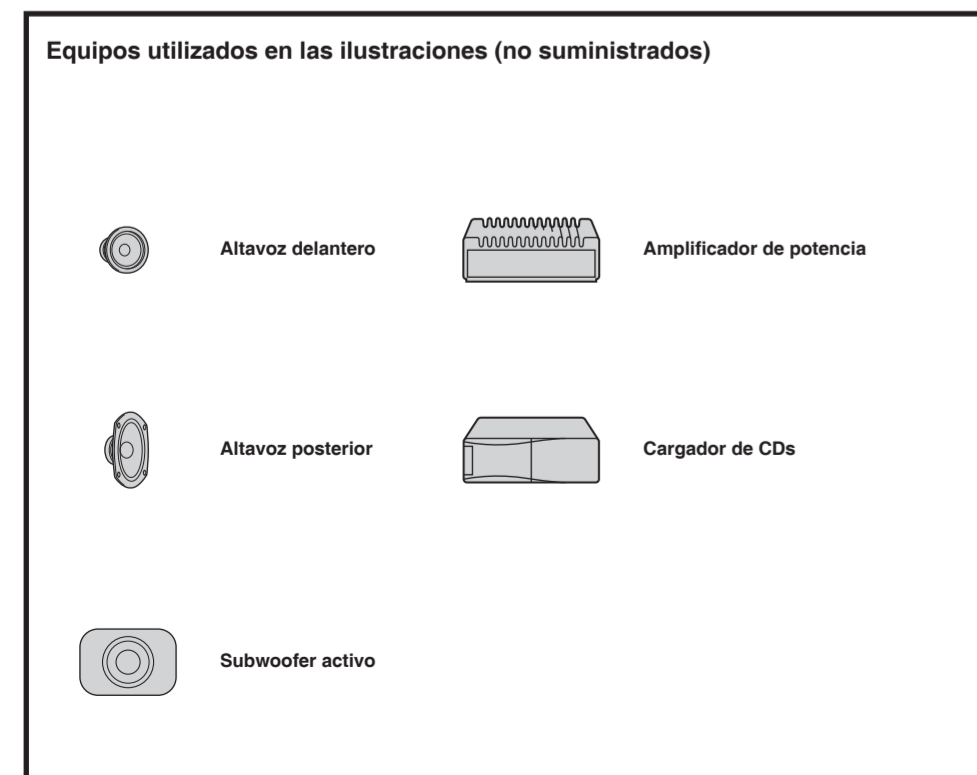 Equipos utilizados en las ilustraciones (no suministrados)
Altavoz delantero
Amplificador de potencia
Altavoz posterior
Cargador de CDs
Subwoofer activo